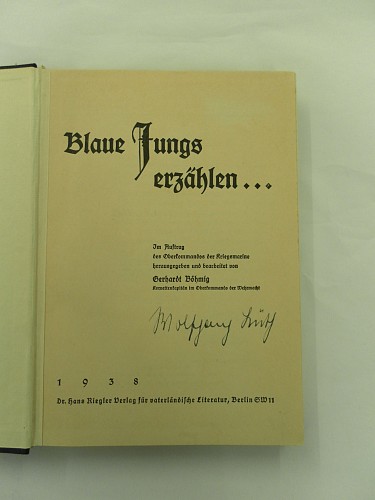 Blaue Jungs
erzählen...
Im Auftrag
des Oberkommandos der Kriegsmarine
herausgegeben und bearbeitet von
Gerhardt Böhmig
Korvettenkapitän im Oberkommando der Wehrmacht
Wolfgang Lüth
1938
Dr. Hans Riegler Verlag für vaterländische Literatur, Berlin SW 11